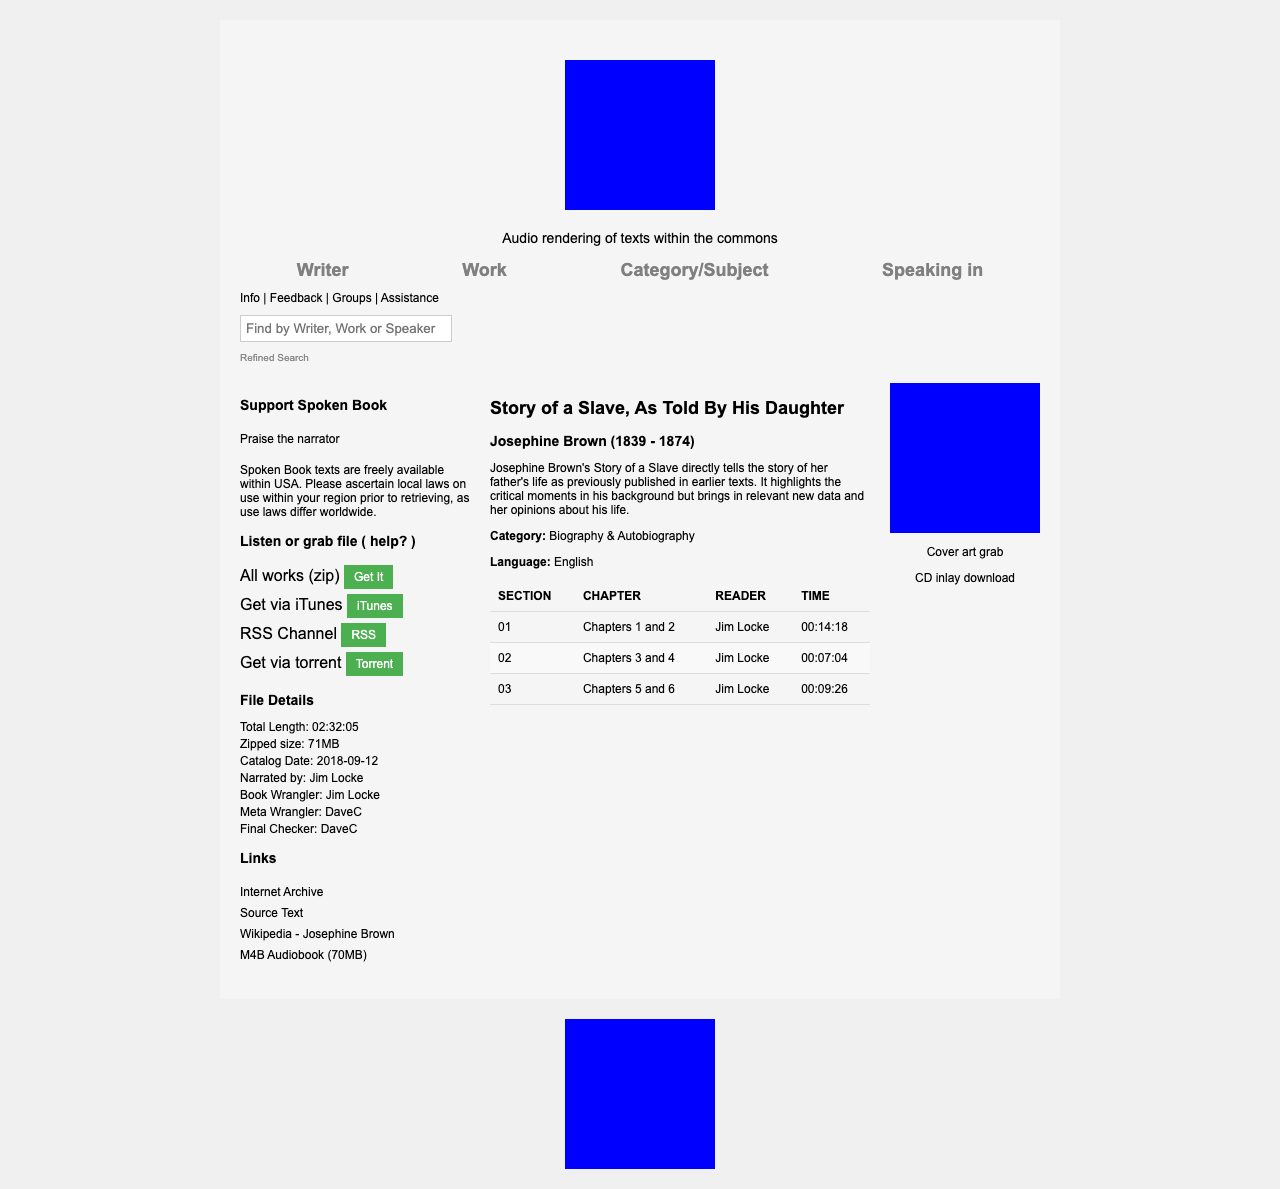 Audio rendering of texts within the commons
Writer Work Category/Subject Speaking in
Info | Feedback | Groups | Assistance
Find by Writer, Work or Speaker
Refined Search
Support Spoken Book
Praise the narrator
Spoken Book texts are freely available
within USA. Please ascertain local laws on
use within your region prior to retrieving, as
use laws differ worldwide.
Listen or grab file ( help? )
All works (zip) Get It
Get via iTunes iTunes
RSS Channel RSS
Get via torrent Torrent
File Details
Total Length: 02:32:05
Zipped size: 71MB
Catalog Date: 2018-09-12
Narrated by: Jim Locke
Book Wrangler: Jim Locke
Meta Wrangler: DaveC
Final Checker: DaveC
Links
Internet Archive
Source Text
Wikipedia - Josephine Brown
M4B Audiobook (70MB)
Story of a Slave, As Told By His Daughter
Josephine Brown (1839 - 1874)
Josephine Brown's Story of a Slave directly tells the story of her
father's life as previously published in earlier texts. It highlights the
critical moments in his background but brings in relevant new data and
her opinions about his life.
Category: Biography & Autobiography
Language: English
SECTION CHAPTER READER TIME
01 Chapters 1 and 2 Jim Locke 00:14:18
02 Chapters 3 and 4 Jim Locke 00:07:04
03 Chapters 5 and 6 Jim Locke 00:09:26
Cover art grab
CD inlay download